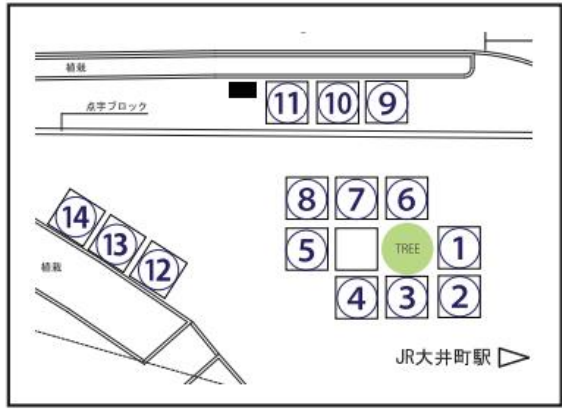 植栽
点字ブロック
⑪ ⑩ ⑨
⑧ ⑦ ⑥
⑭
⑬
⑫
植栽
⑤ TREE ①
④ ③ ②
JR大井町駅